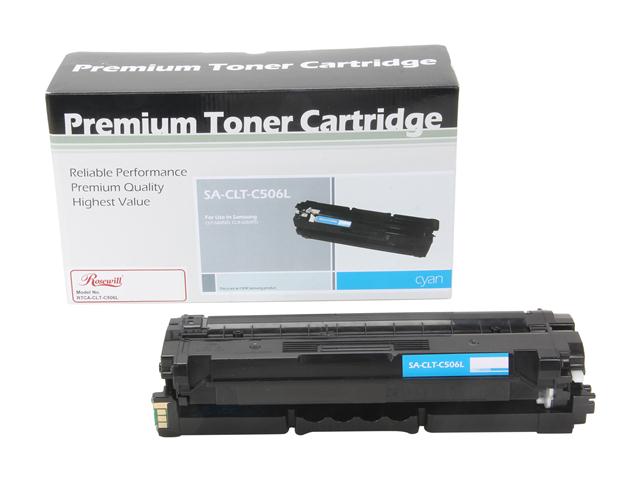 Premium Toner Cartridge
Premium Toner Cartridge
Reliable Performance
Premium Quality
Highest Value
SA-CLT-C506L
For Use In Samsung
Rosewill
Model No.
RTCA-CLT-C506L
cyan
SA-CLT-C506L